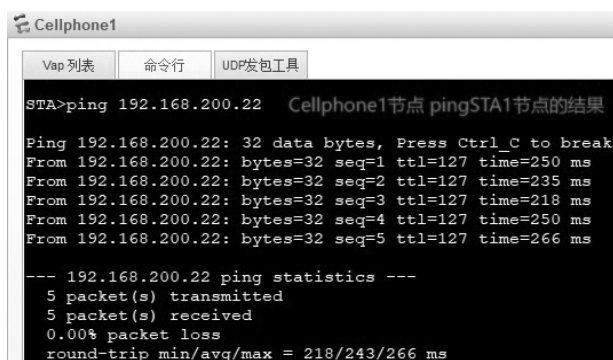 Cellphone1
Vap 列表 命令行 UDP发包工具
STA>ping 192.168.200.22 Cellphone1节点 pingSTA1节点的结果
Ping 192.168.200.22: 32 data bytes, Press Ctrl_C to break
From 192.168.200.22: bytes=32 seq=1 ttl=127 time=250 ms
From 192.168.200.22: bytes=32 seq=2 ttl=127 time=235 ms
From 192.168.200.22: bytes=32 seq=3 ttl=127 time=218 ms
From 192.168.200.22: bytes=32 seq=4 ttl=127 time=250 ms
From 192.168.200.22: bytes=32 seq=5 ttl=127 time=266 ms
--- 192.168.200.22 ping statistics ---
5 packet(s) transmitted
5 packet(s) received
0.00% packet loss
round-trip min/avg/max = 218/243/266 ms